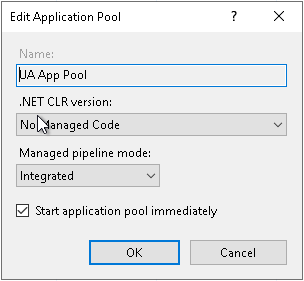 Edit Application Pool
?
Name:
UA App Pool
.NET CLR version:
No Managed Code
Managed pipeline mode:
Integrated
Start application pool immediately
OK
Cancel